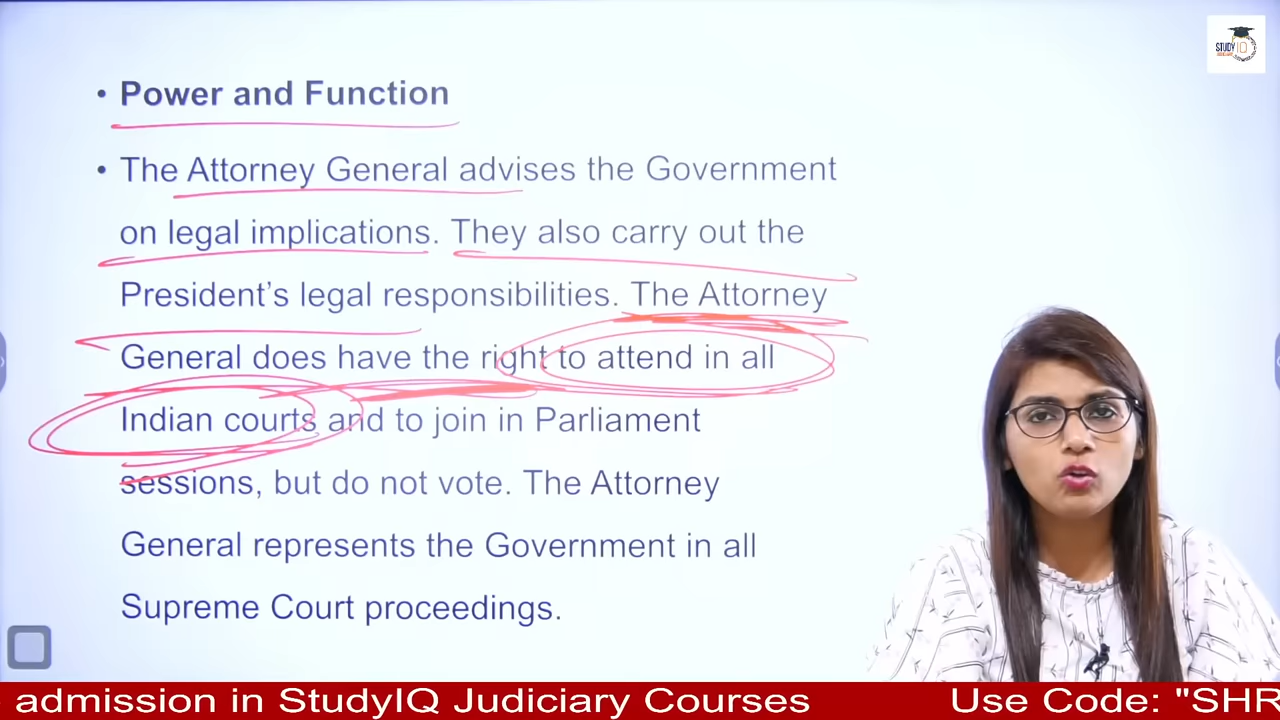 STUDY IQ
• Power and Function
• The Attorney General advises the Government
on legal implications. They also carry out the
President's legal responsibilities. The Attorney
General does have the right to attend in all
Indian courts and to join in Parliament
sessions, but do not vote. The Attorney
General represents the Government in all
Supreme Court proceedings.
admission in StudyIQ Judiciary Courses Use Code: "SHR